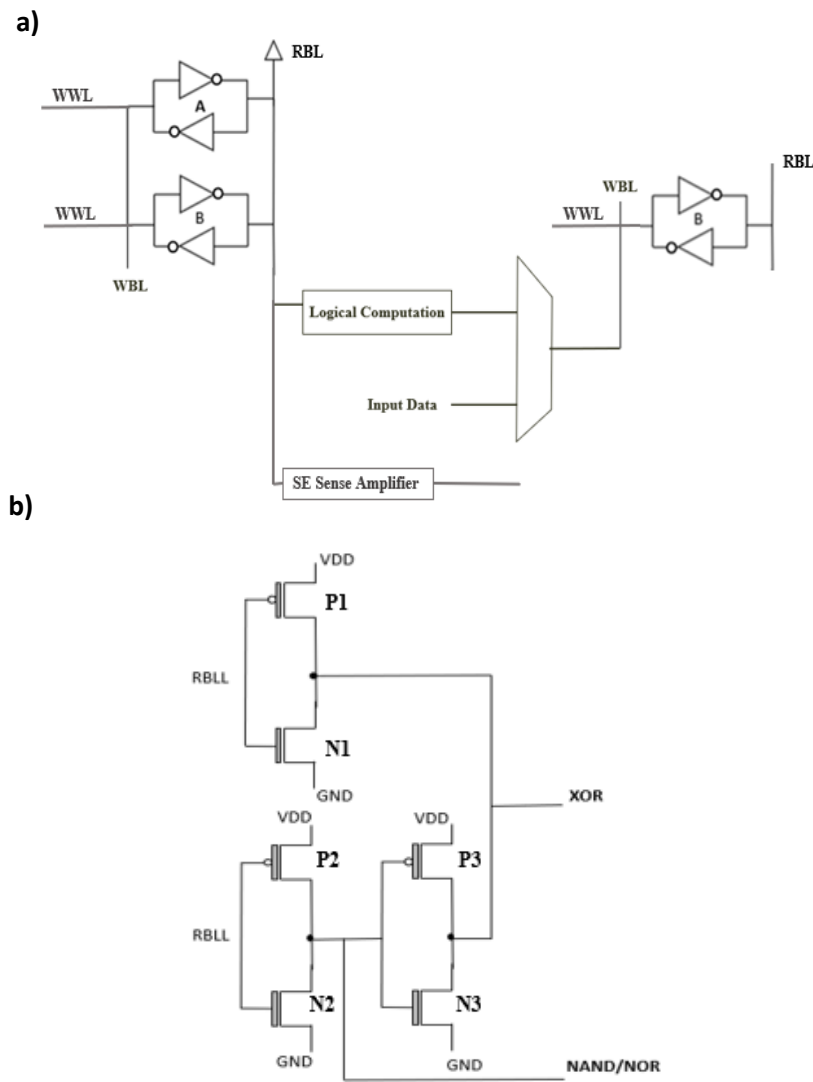 a)
RBL
WWL
A
WWL
B
WBL
RBL
WBL
WWL
B
Logical Computation
Input Data
SE Sense Amplifier
b)
VDD
P1
RBLL
N1
GND
XOR
VDD
VDD
P2
P3
RBLL
N2
N3
GND
GND
NAND/NOR